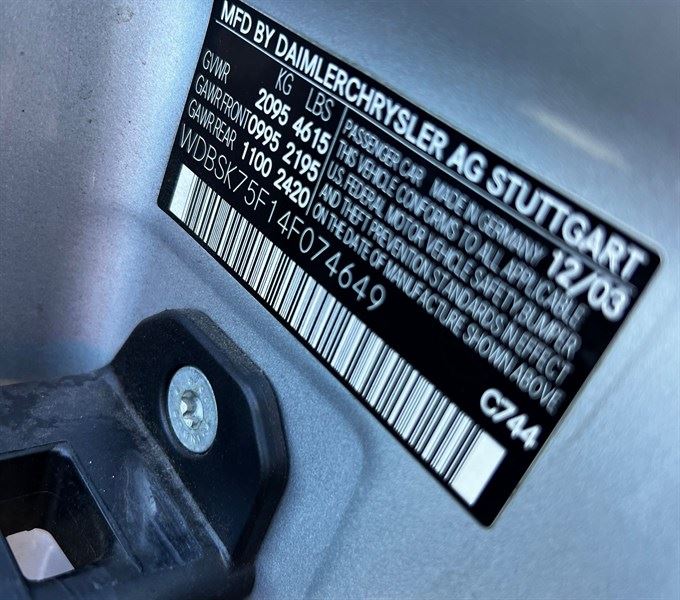 MFD BY DAIMLERCHRYSLER AG STUTTGART
KG LBS
GVWR 2095 4615
GAWR FRONT 0995 2195
GAWR REAR 1100 2420
12/03
PASSENGER CAR MADE IN GERMANY
THIS VEHICLE CONFORMS TO ALL APPLICABLE
U.S. FEDERAL MOTOR VEHICLE SAFETY BUMPER
AND THEFT PREVENTION STANDARDS IN EFFECT
ON THE DATE OF MANUFACTURE SHOWN ABOVE
WDBSK75F14F074649
C744